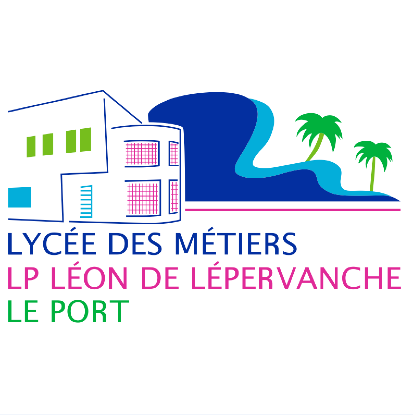 LYCÉE DES MÉTIERS
LP LÉON DE LÉPERVANCHE
LE PORT